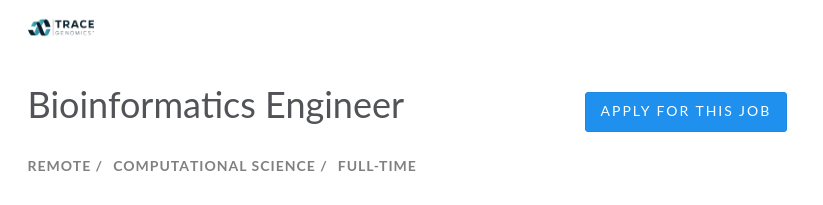 TRACE
GENOMICS
Bioinformatics Engineer
APPLY FOR THIS JOB
REMOTE / COMPUTATIONAL SCIENCE / FULL-TIME